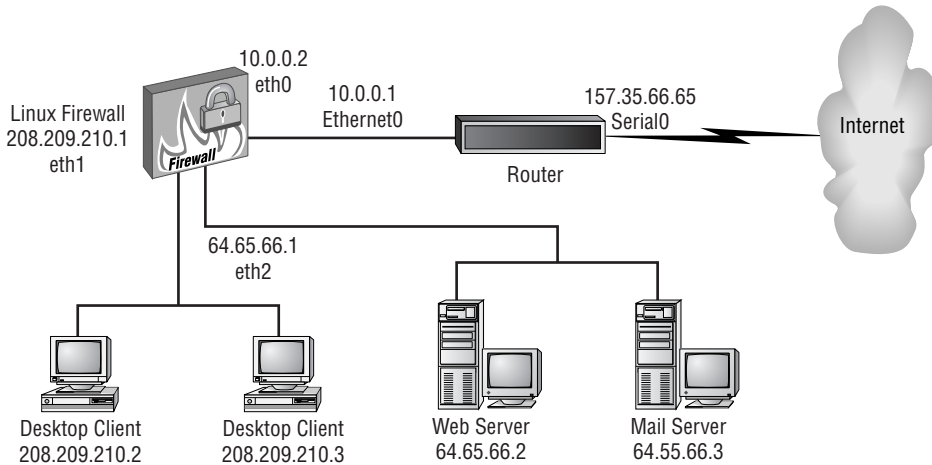 10.0.0.2
eth0
Linux Firewall
208.209.210.1
eth1
Firewall
10.0.0.1
Ethernet0
157.35.66.65
Serial0
Internet
Router
64.65.66.1
eth2
Desktop Client
208.209.210.2
Desktop Client
208.209.210.3
Web Server
64.65.66.2
Mail Server
64.55.66.3